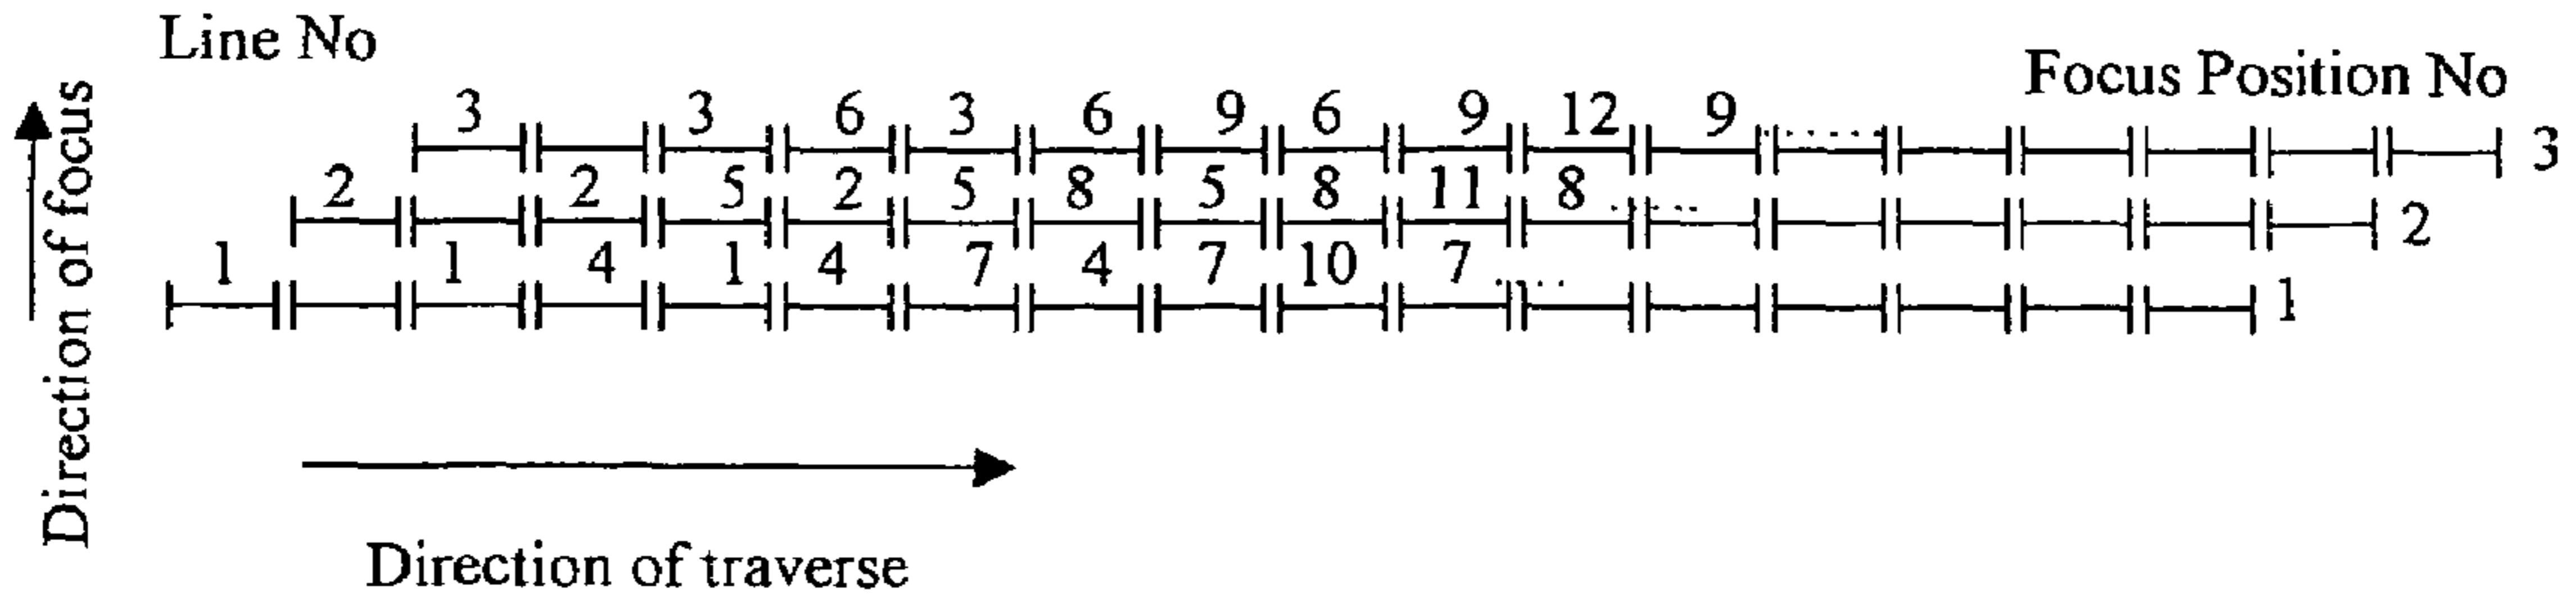 Line No
Focus Position No
3 3 6 3 6 9 6 9 12 9 3
2 2 5 2 5 8 5 8 11 8 2
1 1 4 1 4 7 4 7 10 7 1
Direction of focus
Direction of traverse